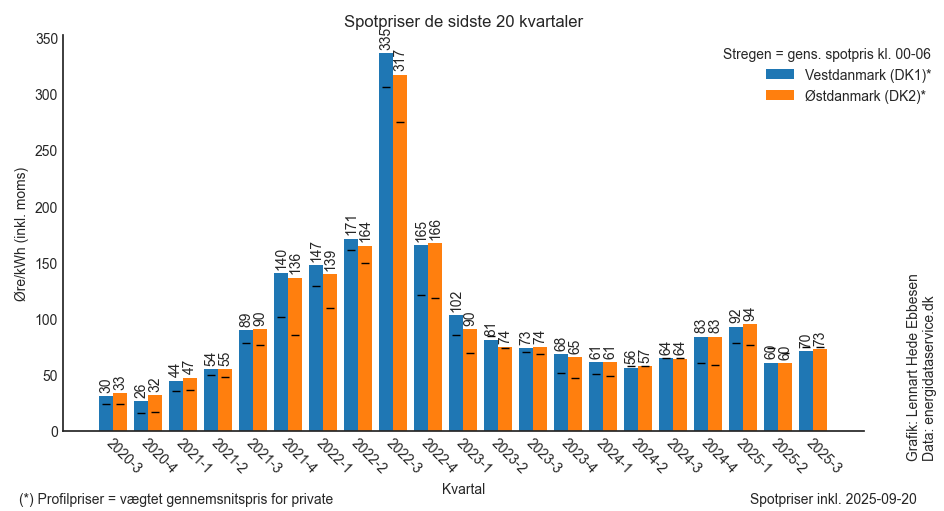 Spotpriser de sidste 20 kvartaler
Stregen = gens. spotpris kl. 00-06
Vestdanmark (DK1)*
Østdanmark (DK2)*
Øre/kWh (inkl. moms)
350
300
250
200
150
100
50
0
30 33 26 32 44 47 54 55 89 90 140 136 147 139 171 164 335 317 165 166 102 90 81 74 73 74 68 65 61 61 56 57 64 64 83 83 92 94 60 60 70 73
2020-3 2020-4 2021-1 2021-2 2021-3 2021-4 2022-1 2022-2 2022-3 2022-4 2023-1 2023-2 2023-3 2023-4 2024-1 2024-2 2024-3 2024-4 2025-1 2025-2 2025-3
Kvartal
Grafik: Lennart Hede Ebbesen
Data: energidataservice.dk
(*) Profilpriser = vægtet gennemsnitspris for private
Spotpriser inkl. 2025-09-20